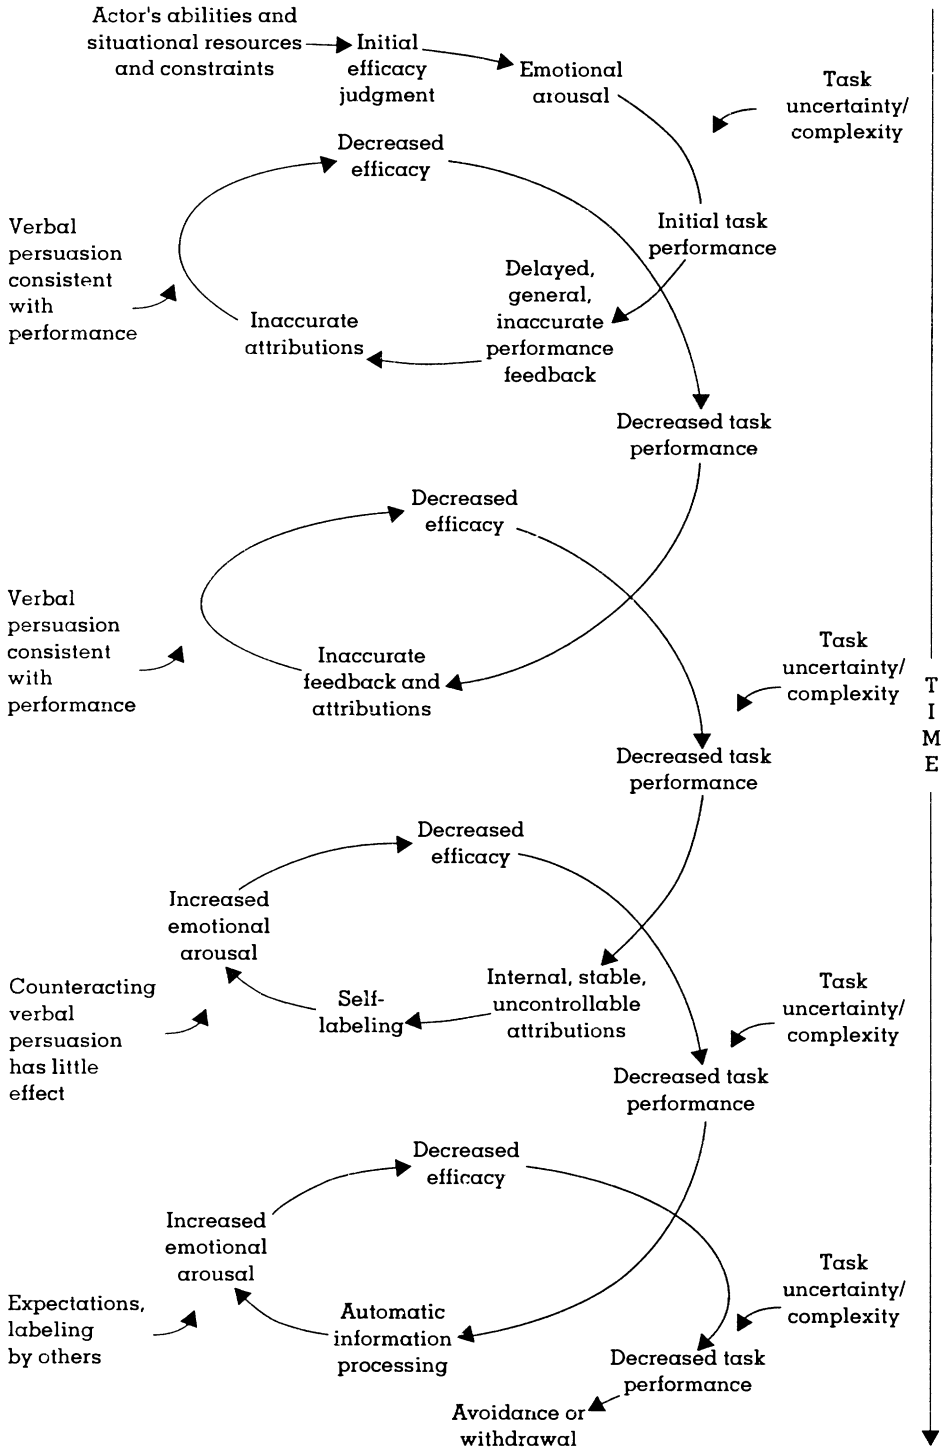 Actor's abilities and
situational resources
and constraints
Initial
efficacy
judgment
Emotional
arousal
Task
uncertainty/
complexity
Decreased
efficacy
Initial task
performance
Verbal
persuasion
consistent
with
performance
Delayed,
general,
inaccurate
performance
feedback
Inaccurate
attributions
Decreased task
performance
Decreased
efficacy
Verbal
persuasion
consistent
with
performance
Inaccurate
feedback and
attributions
Task
uncertainty/
complexity
TIME
Decreased task
performance
Decreased
efficacy
Increased
emotional
arousal
Counteracting
verbal
persuasion
has little
effect
Self-
labeling
Internal, stable,
uncontrollable
attributions
Task
uncertainty/
complexity
Decreased task
performance
Decreased
efficacy
Increased
emotional
arousal
Expectations,
labeling
by others
Automatic
information
processing
Task
uncertainty/
complexity
Decreased task
performance
Avoidance or
withdrawal